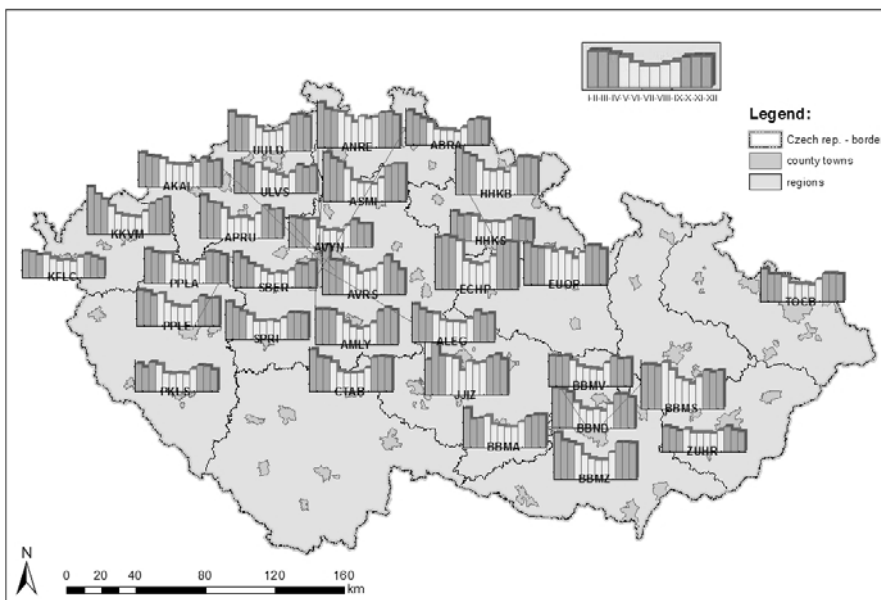 I-II-III-IV-V-VI-VII-VIII-IX-X-XI-XII
Legend:
Czech rep. - border
county towns
regions
UULD
ANRE
ABRA
AKAL
ULVS
ASMI
HHKB
KKVM
APRU
AVYN
HHKS
KFLC
PPLA
SBER
AVRS
ECHP
EUOP
TOCB
PPLE
SPRI
AMLY
ALEG
PKLS
CTAB
JJIZ
BBMV
BBMS
BBND
BBMA
ZUHR
BBMZ
N
0 20 40 80 120 160
km